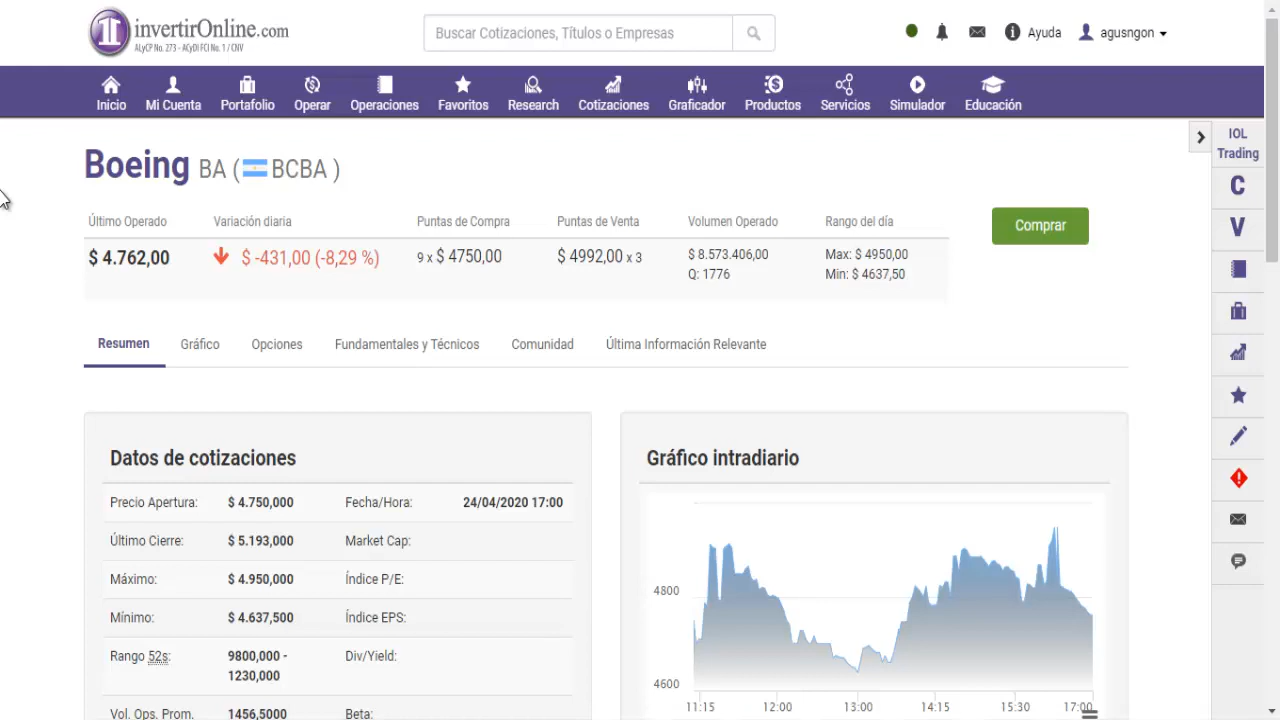 invertirOnline.com
ALyCP No. 273 - ACyDI FCI No. 1 / CNV
Buscar Cotizaciones, Títulos o Empresas
Ayuda
agusngon
Inicio
Mi Cuenta
Portafolio
Operar
Operaciones
Favoritos
Research
Cotizaciones
Graficador
Productos
Servicios
Simulador
Educación
IOL
Trading
C
V
Boeing BA ( BCBA )
Último Operado
Variación diaria
Puntas de Compra
Puntas de Venta
Volumen Operado
Rango del día
$ 4.762,00
$ -431,00 (-8,29 %)
9 x $ 4750,00
$ 4992,00 x 3
$ 8.573.406,00
Q: 1776
Max: $ 4950,00
Min: $ 4637,50
Comprar
Resumen
Gráfico
Opciones
Fundamentales y Técnicos
Comunidad
Última Información Relevante
Datos de cotizaciones
Precio Apertura: $ 4.750,000 Fecha/Hora: 24/04/2020 17:00
Último Cierre: $ 5.193,000 Market Cap:
Máximo: $ 4.950,000 Índice P/E:
Mínimo: $ 4.637,500 Índice EPS:
Rango 52s: 9800,000 - 1230,000 Div/Yield:
Vol. Ops. Prom. 1456,5000 Beta:
Gráfico intradiario
4800
4600
11:15 12:00 13:00 14:15 15:30 17:00